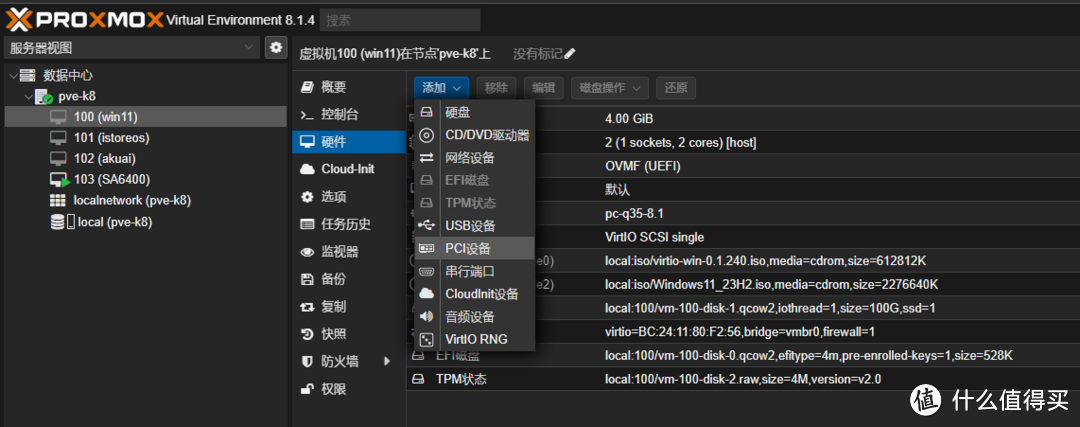 PROXMOX Virtual Environment 8.1.4 搜索
服务器视图
数据中心
pve-k8
100 (win11)
101 (istoreos)
102 (akuai)
103 (SA6400)
localnetwork (pve-k8)
local (pve-k8)
虚拟机100 (win11)在节点'pve-k8'上 没有标记
概要
控制台
硬件
Cloud-Init
选项
任务历史
监视器
备份
复制
快照
防火墙
权限
添加 移除 编辑 磁盘操作 还原
硬盘
CD/DVD驱动器
网络设备
EFI磁盘
TPM状态
USB设备
PCI设备
串行端口
CloudInit设备
音频设备
VirtIO RNG
4.00 GiB
2 (1 sockets, 2 cores) [host]
OVMF (UEFI)
默认
pc-q35-8.1
VirtIO SCSI single
e0) local:iso/virtio-win-0.1.240.iso,media=cdrom,size=612812K
e2) local:iso/Windows11_23H2.iso,media=cdrom,size=2276640K
local:100/vm-100-disk-1.qcow2,iothread=1,size=100G,ssd=1
virtio=BC:24:11:80:F2:56,bridge=vmbr0,firewall=1
EFI磁盘 local:100/vm-100-disk-0.qcow2,efitype=4m,pre-enrolled-keys=1,size=528K
TPM状态 local:100/vm-100-disk-2.raw,size=4M,version=v2.0
值 什么值得买